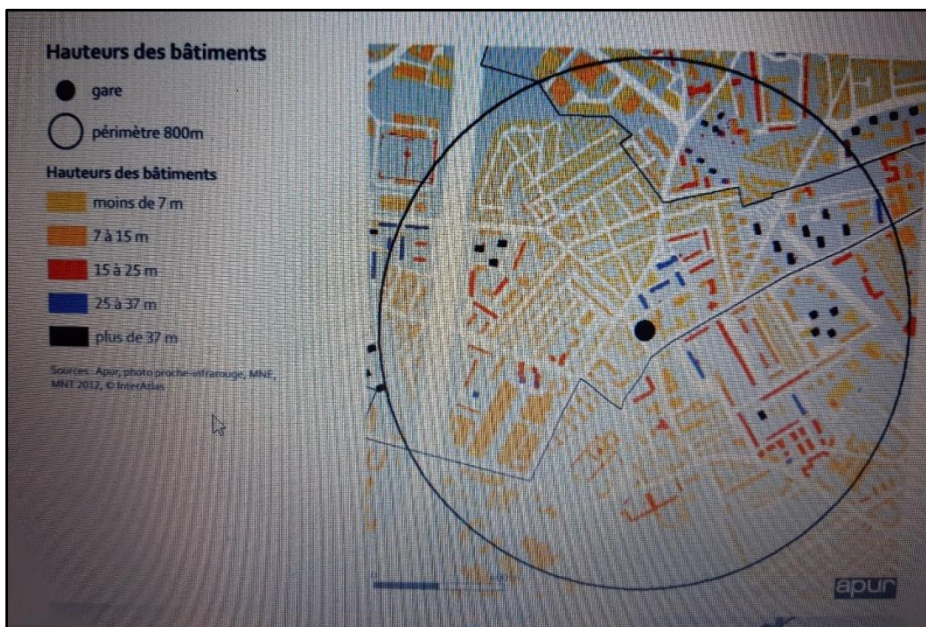 Hauteurs des bâtiments
gare
périmètre 800m
Hauteurs des bâtiments
moins de 7 m
7 à 15 m
15 à 25 m
25 à 37 m
plus de 37 m
Sources : Apur, photo proche-infrarouge, MNE,
MNT 2012, © InterAtlas
apur